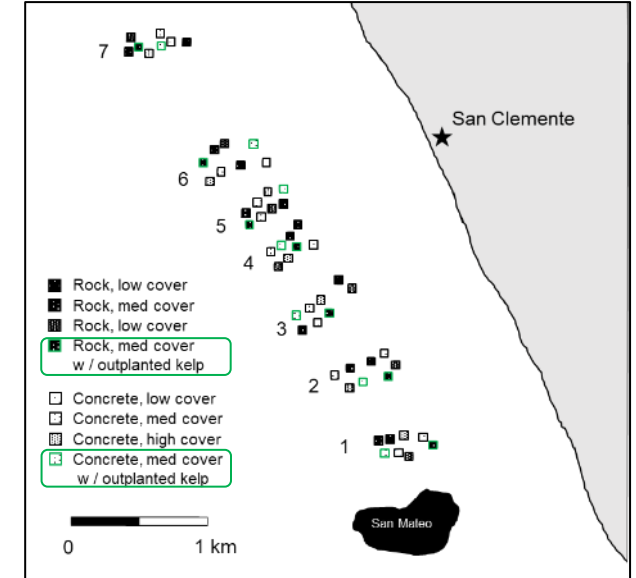 7
San Clemente
6
5
4
Rock, low cover
Rock, med cover
Rock, low cover
Rock, med cover
w / outplanted kelp
3
2
Concrete, low cover
Concrete, med cover
Concrete, high cover
Concrete, med cover
w / outplanted kelp
1
San Mateo
0 1 km